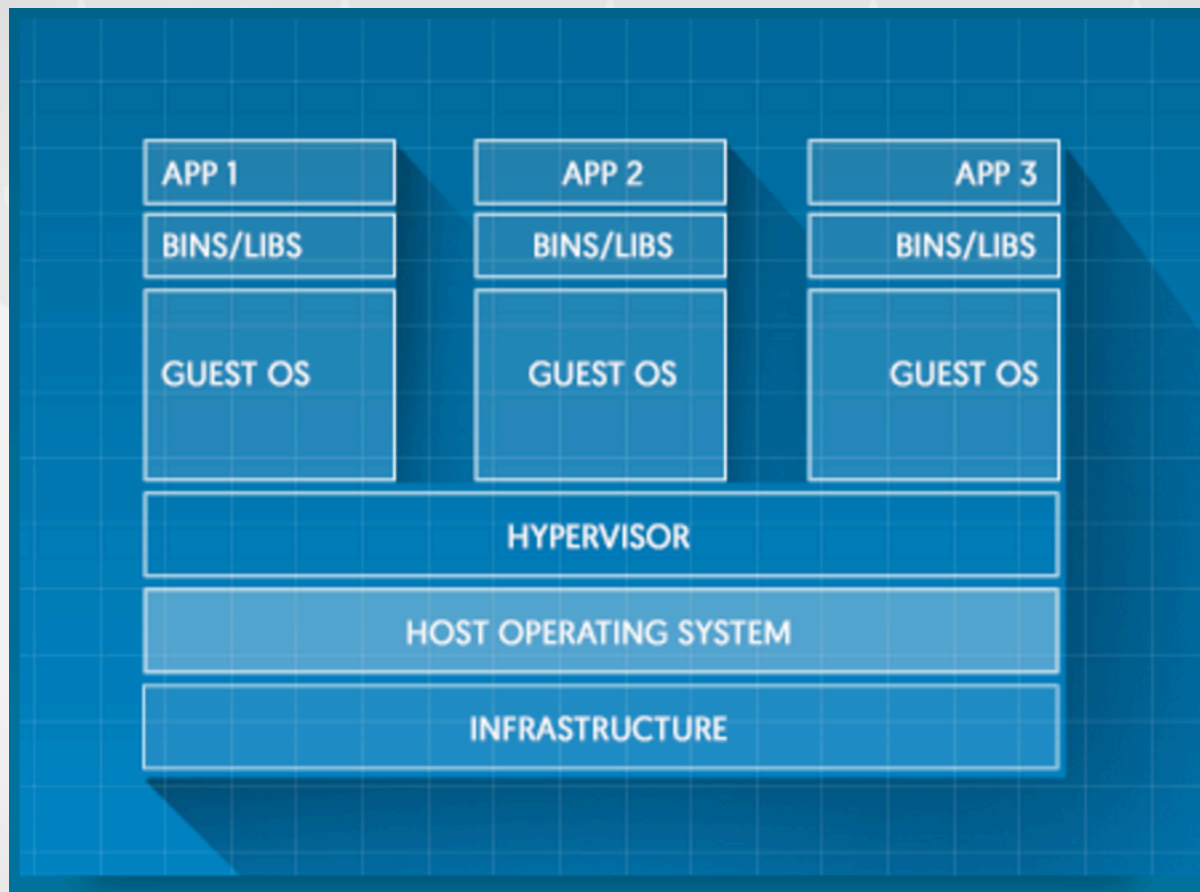 APP 1
APP 2
APP 3
BINS/LIBS
BINS/LIBS
BINS/LIBS
GUEST OS
GUEST OS
GUEST OS
HYPERVISOR
HOST OPERATING SYSTEM
INFRASTRUCTURE